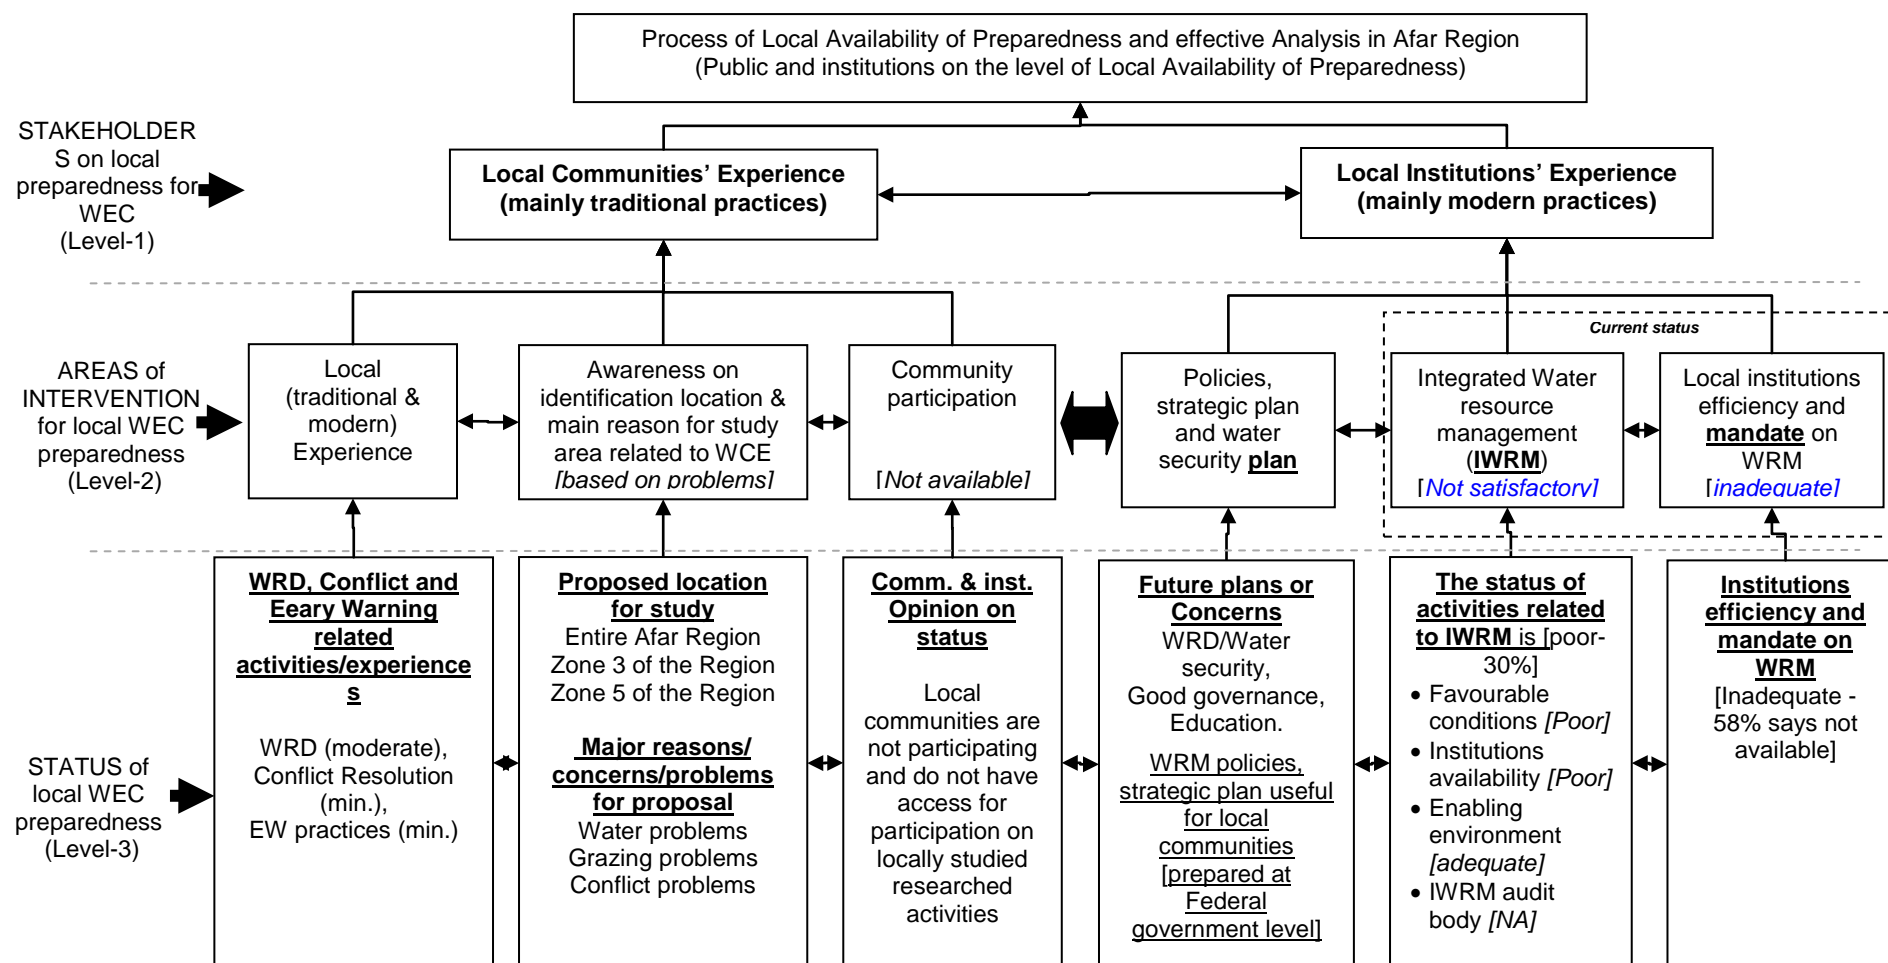 Process of Local Availability of Preparedness and effective Analysis in Afar Region
(Public and institutions on the level of Local Availability of Preparedness)
STAKEHOLDER
S on local
preparedness for
WEC
(Level-1)
Local Communities’ Experience
(mainly traditional practices)
Local Institutions’ Experience
(mainly modern practices)
Current status
AREAS of
INTERVENTION
for local WEC
preparedness
(Level-2)
Local
(traditional &
modern)
Experience
Awareness on
identification location &
main reason for study
area related to WCE
[based on problems]
Community
participation
[Not available]
Policies,
strategic plan
and water
security plan
Integrated Water
resource
management
(IWRM)
[Not satisfactory]
Local institutions
efficiency and
mandate on
WRM
[inadequate]
STATUS of
local WEC
preparedness
(Level-3)
WRD, Conflict and
Eeary Warning
related
activities/experience
s
WRD (moderate),
Conflict Resolution
(min.),
EW practices (min.)
Proposed location
for study
Entire Afar Region
Zone 3 of the Region
Zone 5 of the Region
Major reasons/
concerns/problems
for proposal
Water problems
Grazing problems
Conflict problems
Comm. & inst.
Opinion on
status
Local
communities are
not participating
and do not have
access for
participation on
locally studied
researched
activities
Future plans or
Concerns
WRD/Water
security,
Good governance,
Education.
WRM policies,
strategic plan useful
for local
communities
[prepared at
Federal
government level]
The status of
activities related
to IWRM is [poor-
30%]
• Favourable
conditions [Poor]
• Institutions
availability [Poor]
• Enabling
environment
[adequate]
• IWRM audit
body [NA]
Institutions
efficiency and
mandate on
WRM
[Inadequate -
58% says not
available]